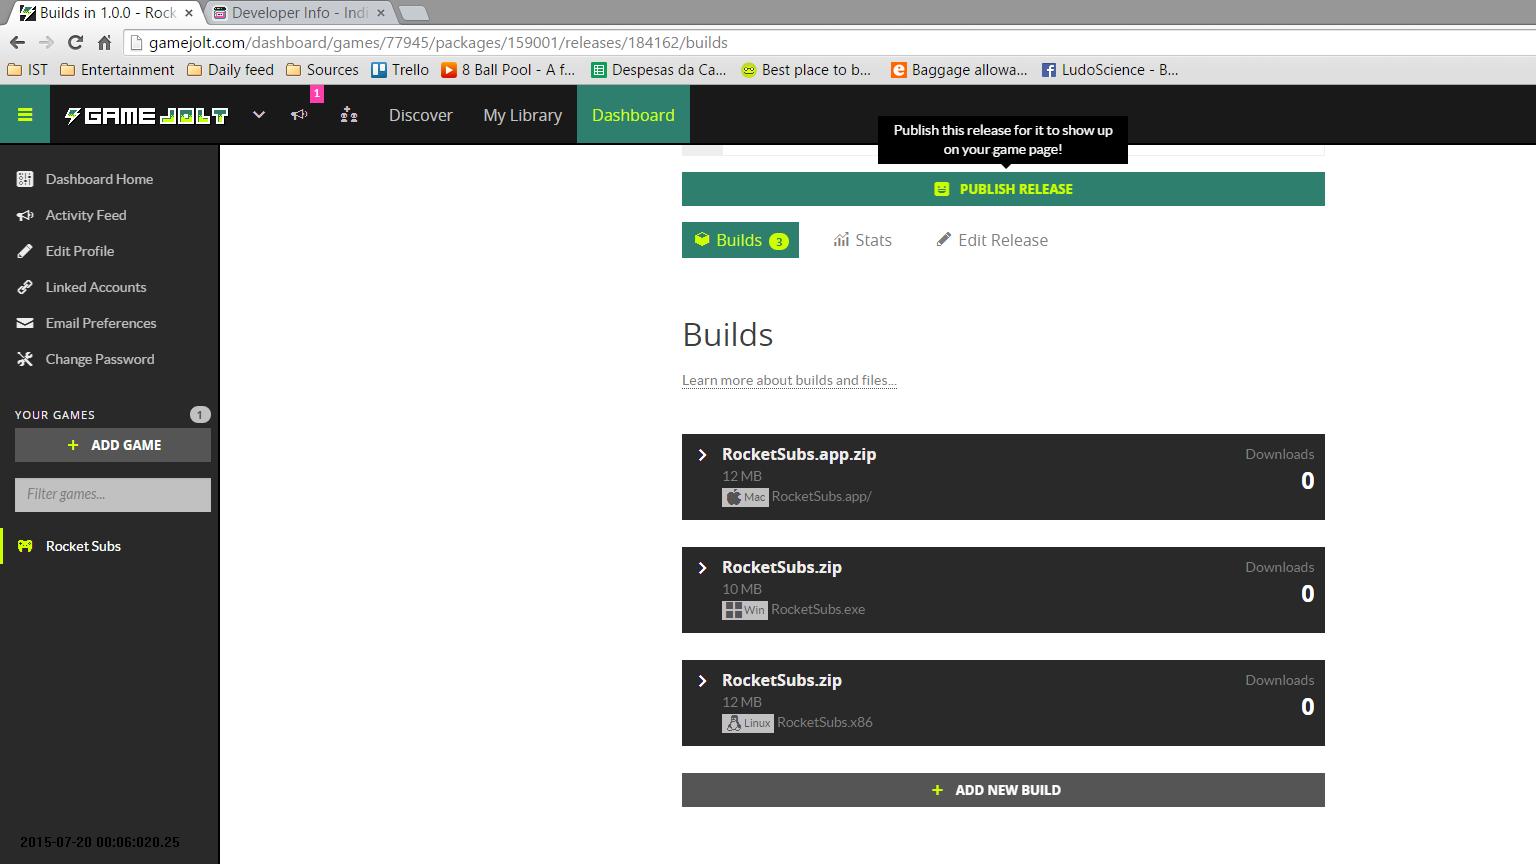 Builds in 1.0.0 - Rock
Developer Info - Indi
gamejolt.com/dashboard/games/77945/packages/159001/releases/184162/builds
IST
Entertainment
Daily feed
Sources
Trello
8 Ball Pool - A f...
Despesas da Ca...
Best place to b...
Baggage allowa...
LudoScience - B...
GAME JOLT
1
Discover
My Library
Dashboard
Dashboard Home
Activity Feed
Edit Profile
Linked Accounts
Email Preferences
Change Password
YOUR GAMES 1
+ ADD GAME
Filter games...
Rocket Subs
2015-07-20 00:06:020.25
Publish this release for it to show up
on your game page!
PUBLISH RELEASE
Builds 3
Stats
Edit Release
Builds
Learn more about builds and files...
RocketSubs.app.zip
Downloads
12 MB
0
Mac RocketSubs.app/
RocketSubs.zip
Downloads
10 MB
0
Win RocketSubs.exe
RocketSubs.zip
Downloads
12 MB
0
Linux RocketSubs.x86
+ ADD NEW BUILD